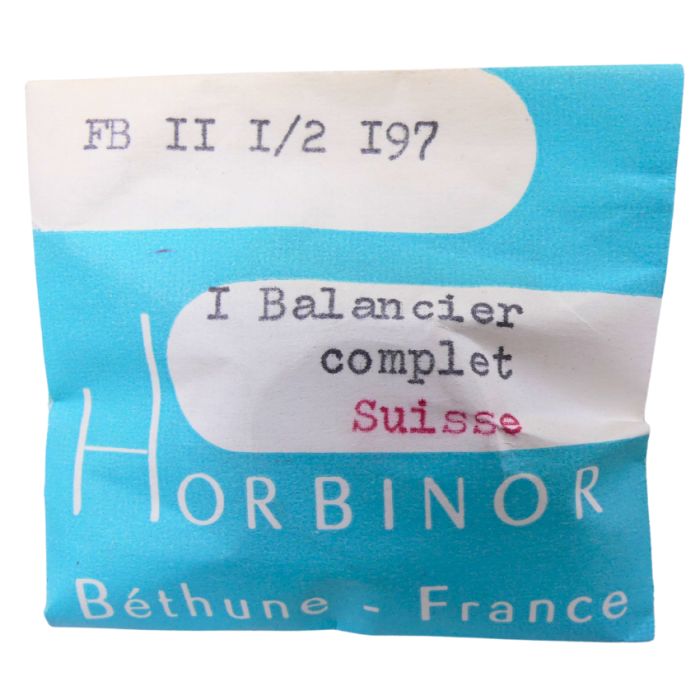 FB II I/2 I97
I Balancier
complet
Suisse
HORBINOR
Béthune - France